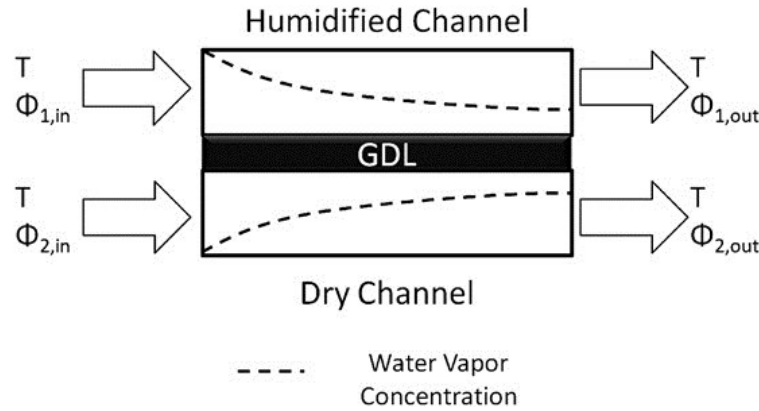 Humidified Channel
T
Φ1,in
T
Φ1,out
GDL
T
Φ2,in
T
Φ2,out
Dry Channel
Water Vapor
Concentration